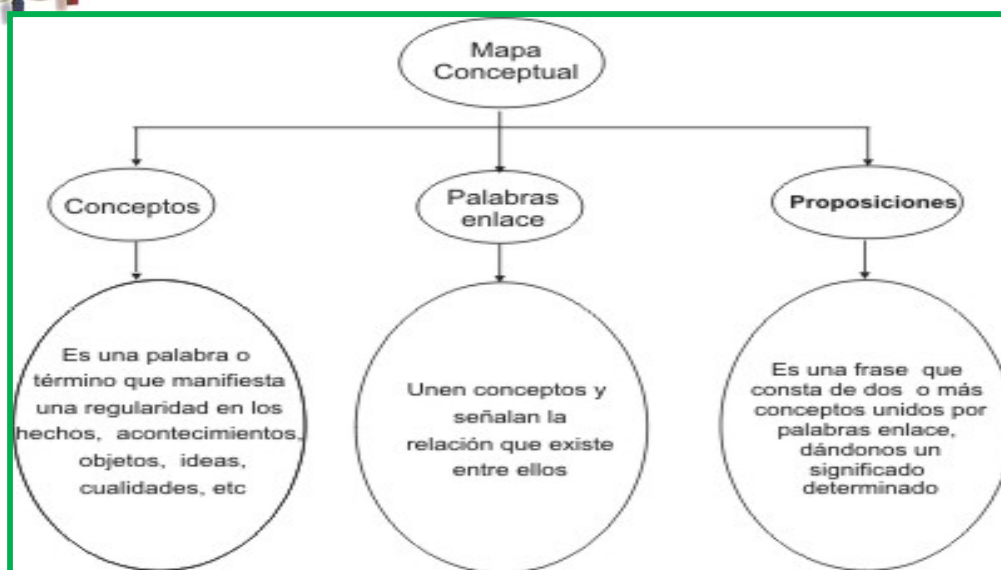 Mapa
Conceptual
Conceptos
Palabras
enlace
Proposiciones
Es una palabra o
término que manifiesta
una regularidad en los
hechos, acontecimientos,
objetos, ideas,
cualidades, etc
Unen conceptos y
señalan la
relación que existe
entre ellos
Es una frase que
consta de dos o más
conceptos unidos por
palabras enlace,
dándonos un
significado
determinado